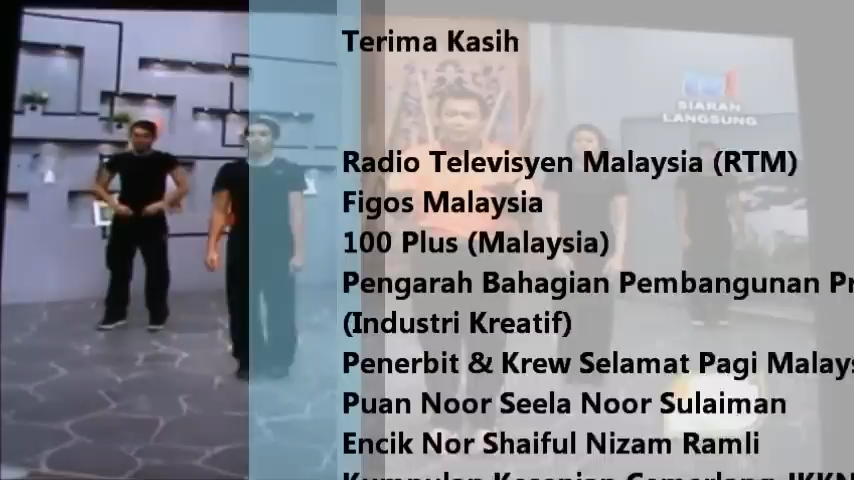 Terima Kasih
SIARAN
LANGSUNG
Radio Televisyen Malaysia (RTM)
Figos Malaysia
100 Plus (Malaysia)
Pengarah Bahagian Pembangunan
(Industri Kreatif)
Penerbit & Krew Selamat Pagi
Puan Noor Seela Noor Sulaiman
Encik Nor Shaiful Nizam Ramli